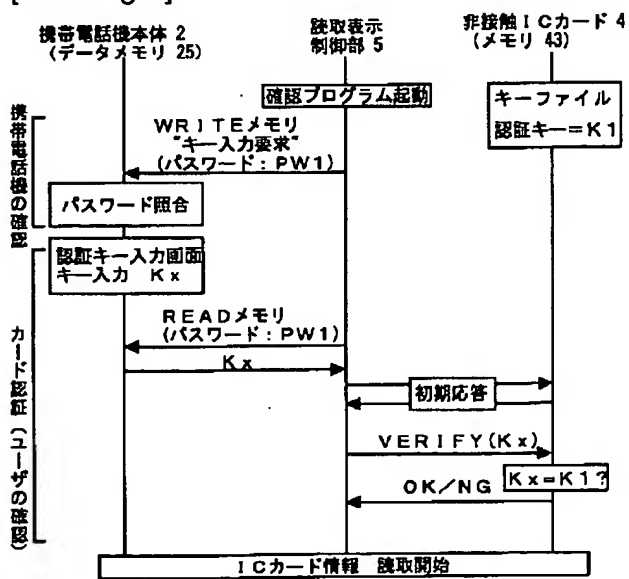 携帯電話機本体 2
(データメモリ 25)
読取表示
制御部 5
非接触ICカード 4
(メモリ 43)
確認プログラム起動
キーファイル
認証キー=K1
携帯電話機の確認
WRITEメモリ
"キー入力要求"
(パスワード:PW1)
パスワード照合
カード認証(ユーザの確認)
認証キー入力画面
キー入力 Kx
READメモリ
(パスワード:PW1)
Kx
初期応答
VERIFY(Kx)
Kx=K1?
OK/NG
ICカード情報 読取開始